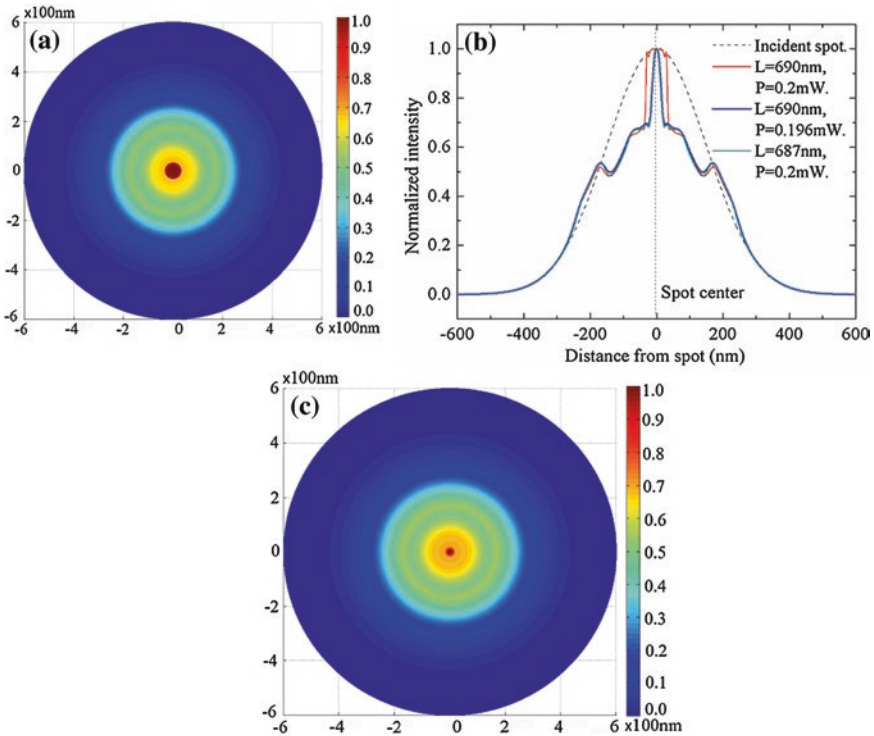 ×100nm
(a)
6
4
2
0
-2
-4
-6
-6 -4 -2 0 2 4 6 ×100nm
1.0
0.9
0.8
0.7
0.6
0.5
0.4
0.3
0.2
0.1
0.0
(b)
Normalized intensity
1.0
0.8
0.6
0.4
0.2
0.0
Incident spot.
L=690nm,
P=0.2mW.
L=690nm,
P=0.196mW.
L=687nm,
P=0.2mW.
Spot center
-600 -400 -200 0 200 400 600
Distance from spot (nm)
×100nm
(c)
6
4
2
0
-2
-4
-6
-6 -4 -2 0 2 4 6
×100nm
1.0
0.9
0.8
0.7
0.6
0.5
0.4
0.3
0.2
0.1
0.0